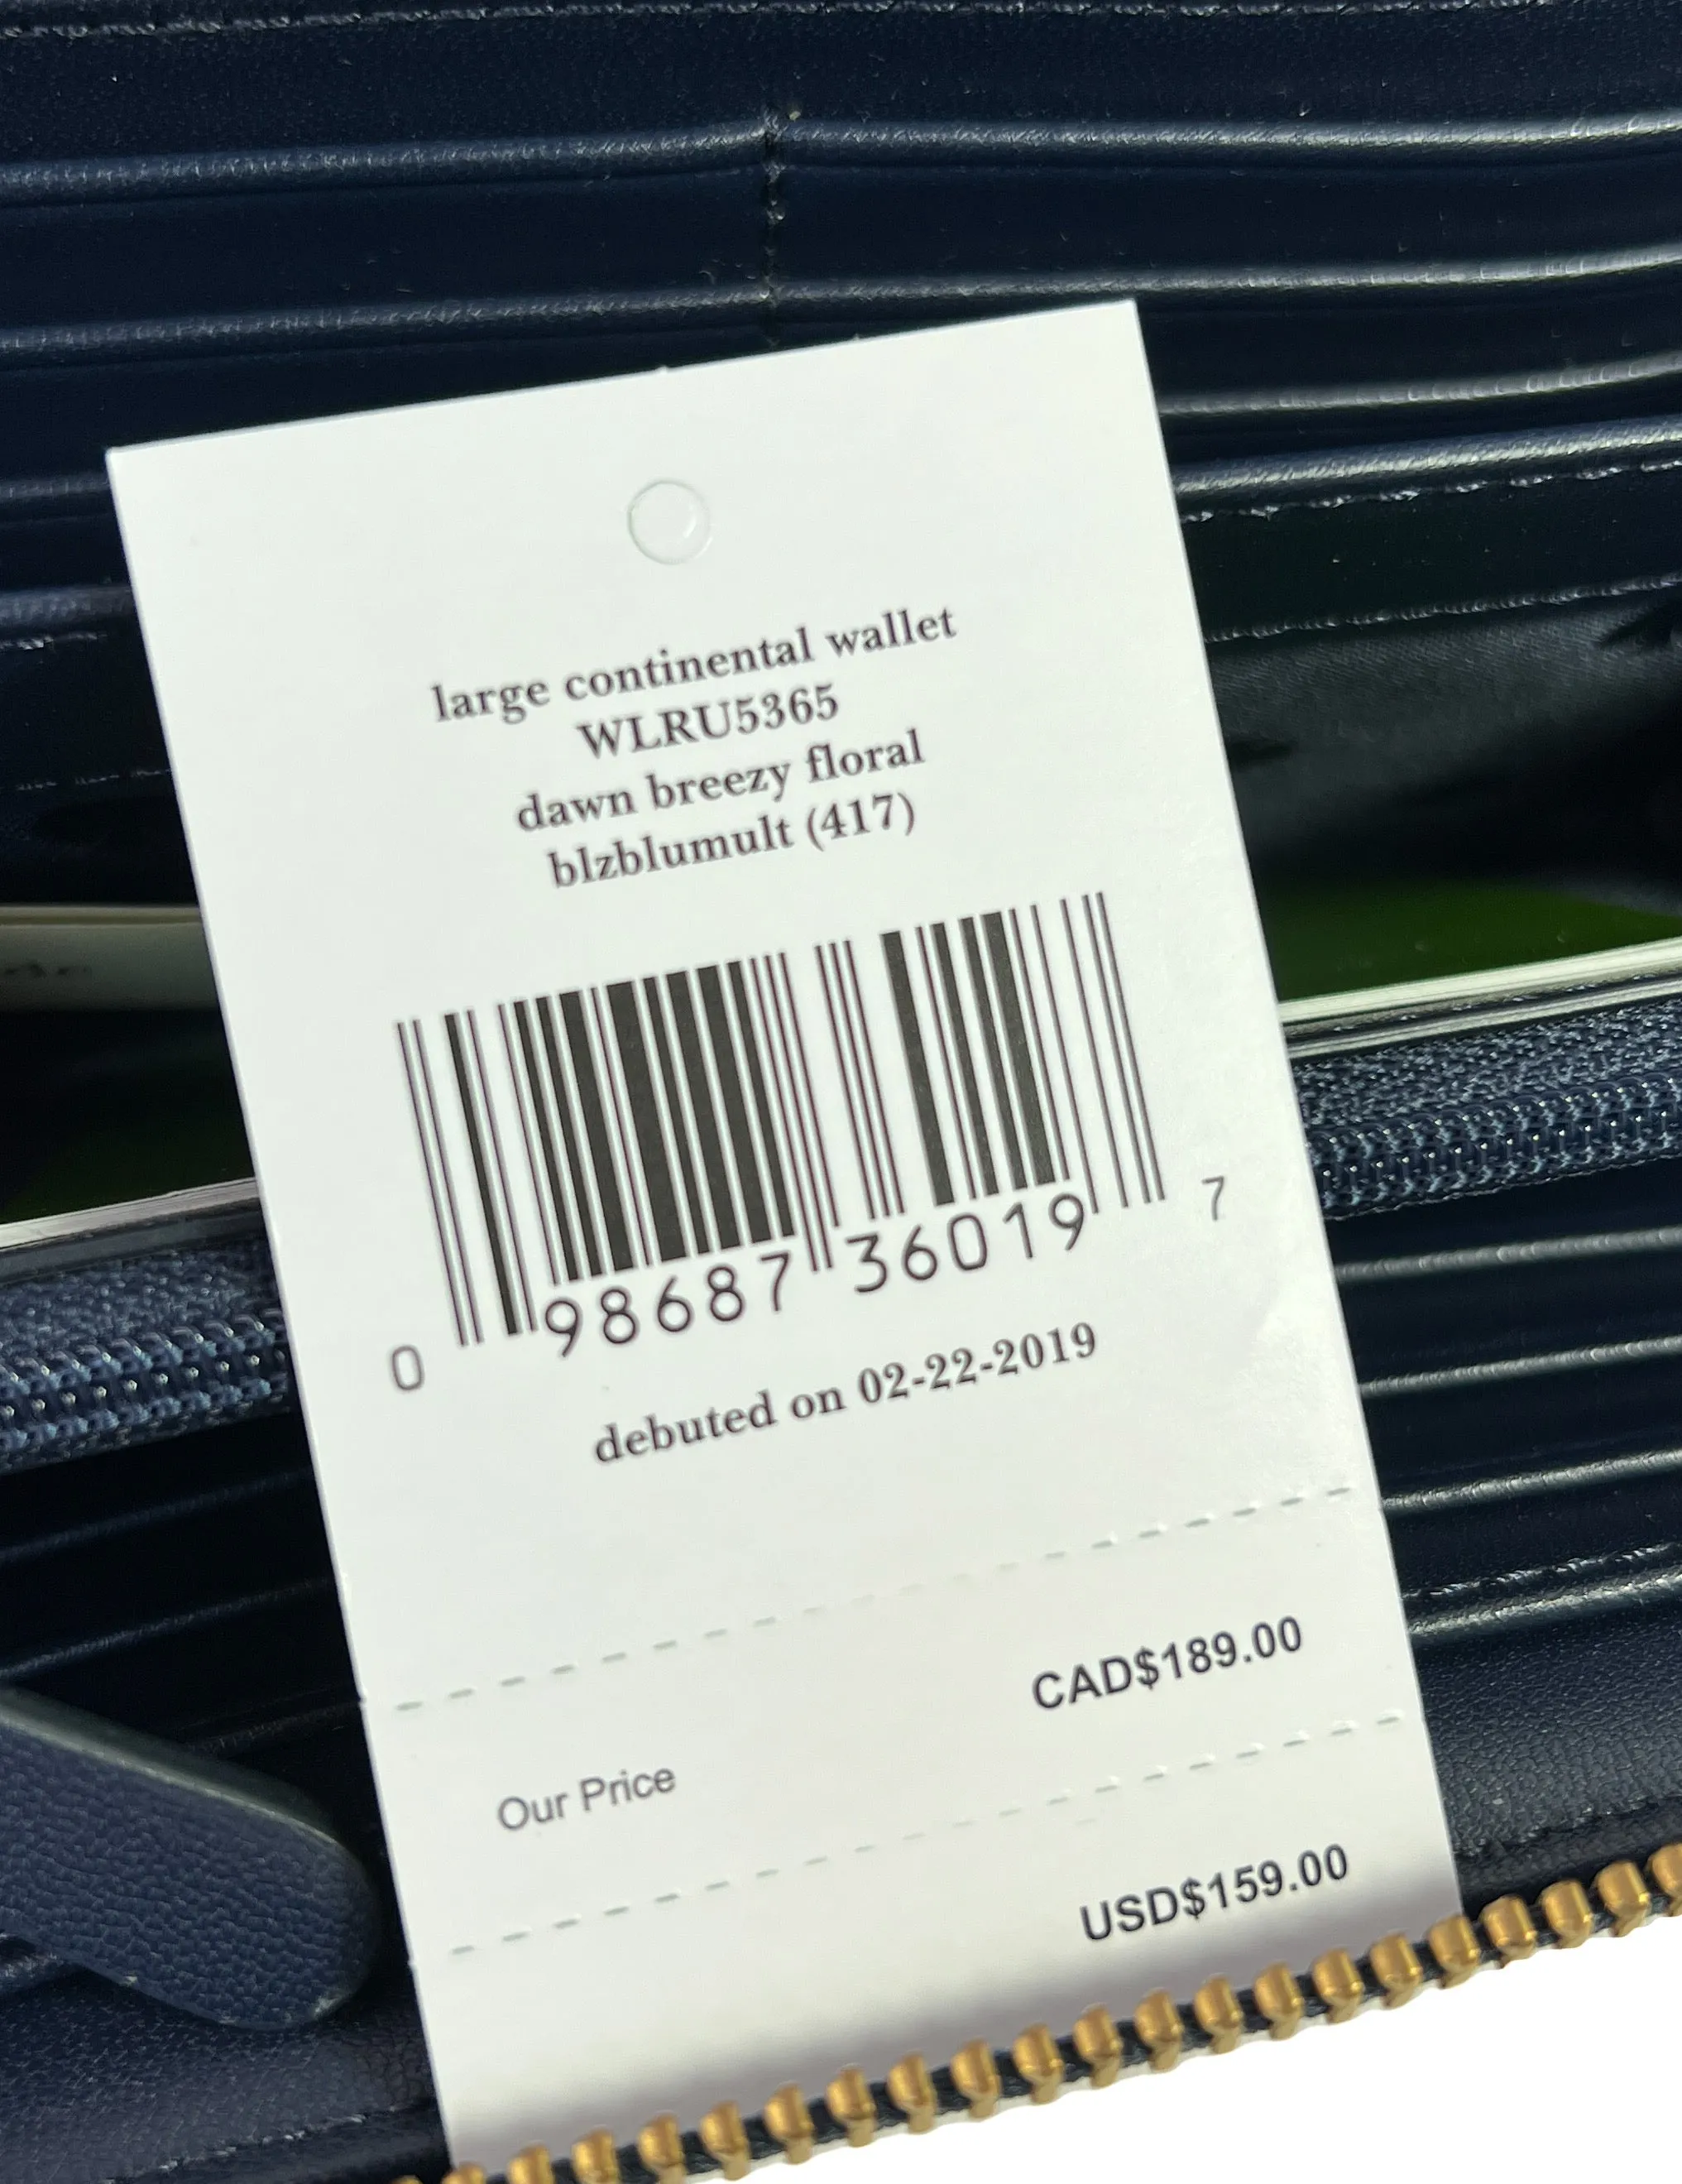 large continental wallet
WLRU5365
dawn breezy floral
blzblumult (417)
0 98687 36019 7
debuted on 02-22-2019
CAD$189.00
Our Price
USD$159.00